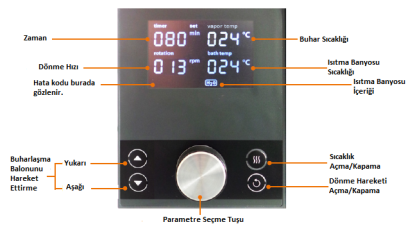 timer set vapor temp
080 min 024 °C
rotation bath temp
013 rpm 024 °C
H₂O
Zaman
Dönme Hızı
Hata kodu burada
gözlenir.
Buhar Sıcaklığı
Isıtma Banyosu
Sıcaklığı
Isıtma Banyosu
İçeriği
Buharlaşma
Balonunu
Hareket
Ettirme
Yukarı
Aşağı
Sıcaklık
Açma/Kapama
Dönme Hareketi
Açma/Kapama
Parametre Seçme Tuşu